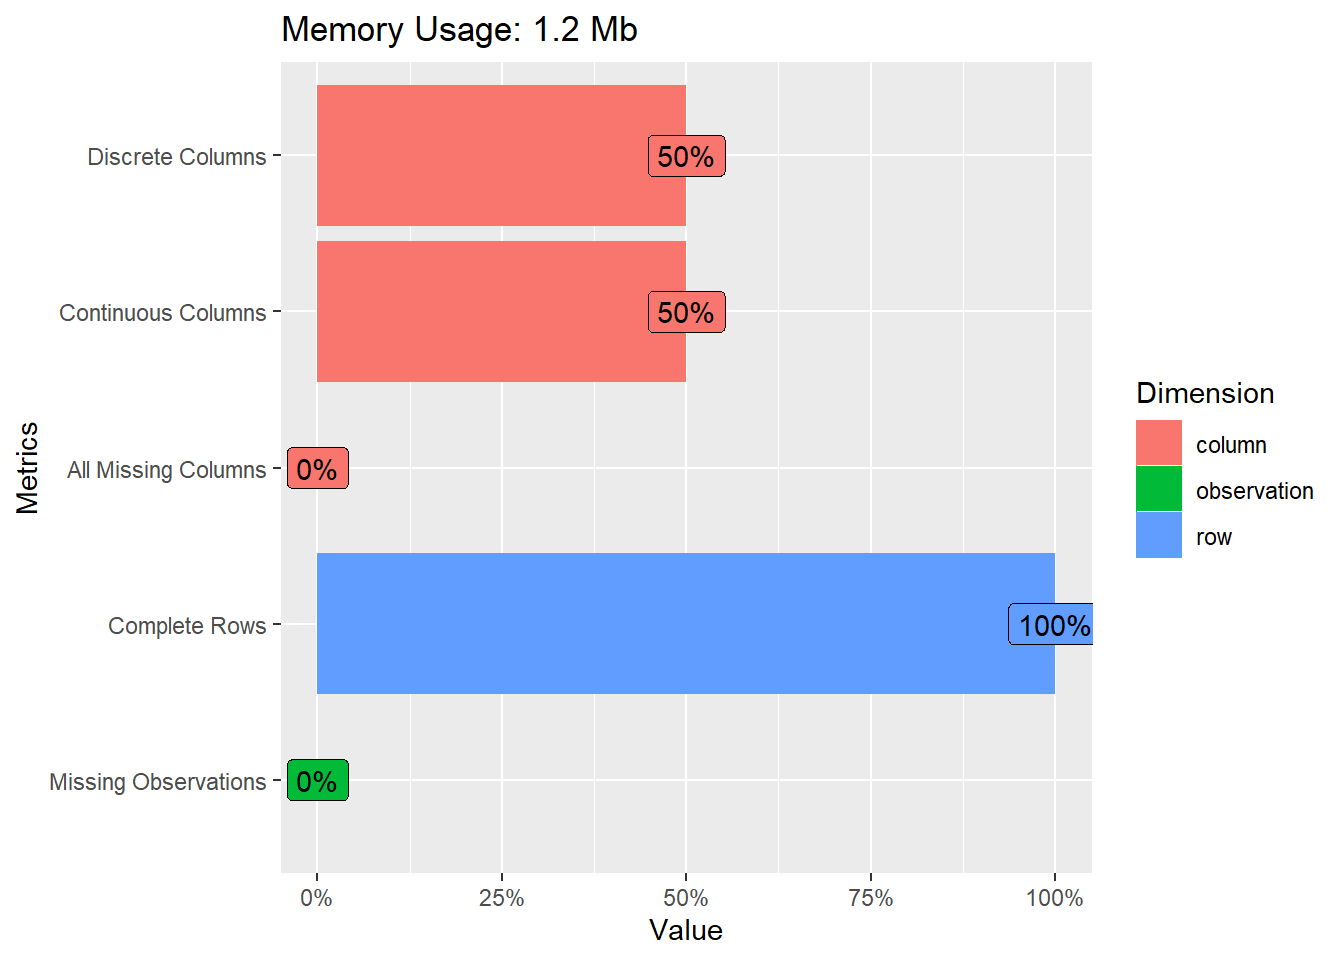 Memory Usage: 1.2 Mb
Discrete Columns
50%
Continuous Columns
50%
All Missing Columns
0%
Complete Rows
100%
Missing Observations
0%
Metrics
0%
25%
50%
75%
100%
Value
Dimension
column
observation
row